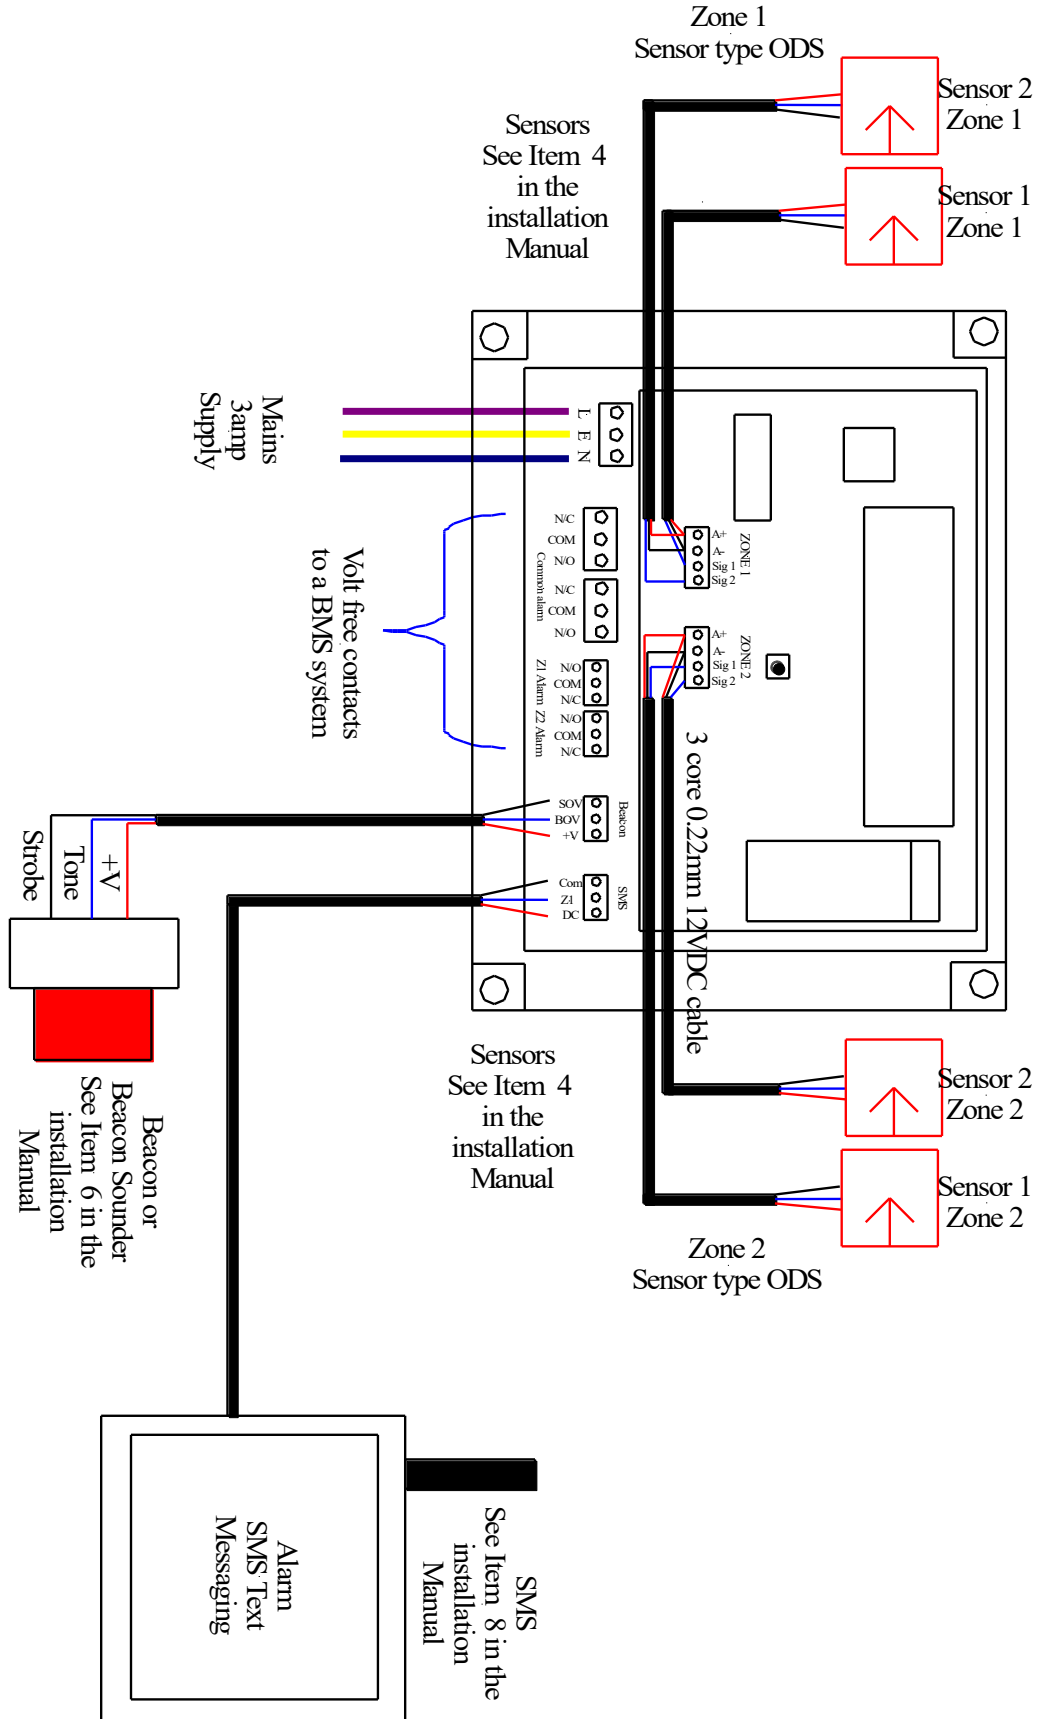 Zone 1
Sensor type ODS
Sensor 2
Zone 1
Sensors
See Item 4
in the
installation
Manual
Sensor 1
Zone 1
Mains
3amp
Supply
L
E
N
N/C
COM
N/O
Common alarm
N/C
COM
N/O
A+
A-
Sig 1
Sig 2
ZONE 1
A+
A-
Sig 1
Sig 2
ZONE 2
Volt free contacts
to a BMS system
N/O
COM
N/C
Z1 Alarm
N/O
COM
N/C
Z2 Alarm
3 core 0.22mm 12VDC cable
SOV
BOV
+V
Beacon
Com
Z1
DC
SMS
+V
Tone
Strobe
Sensors
See Item 4
in the
installation
Manual
Sensor 2
Zone 2
Sensor 1
Zone 2
Zone 2
Sensor type ODS
Beacon or
Beacon Sounder
See Item 6 in the
installation
Manual
Alarm
SMS Text
Messaging
SMS
See Item 8 in the
installation
Manual